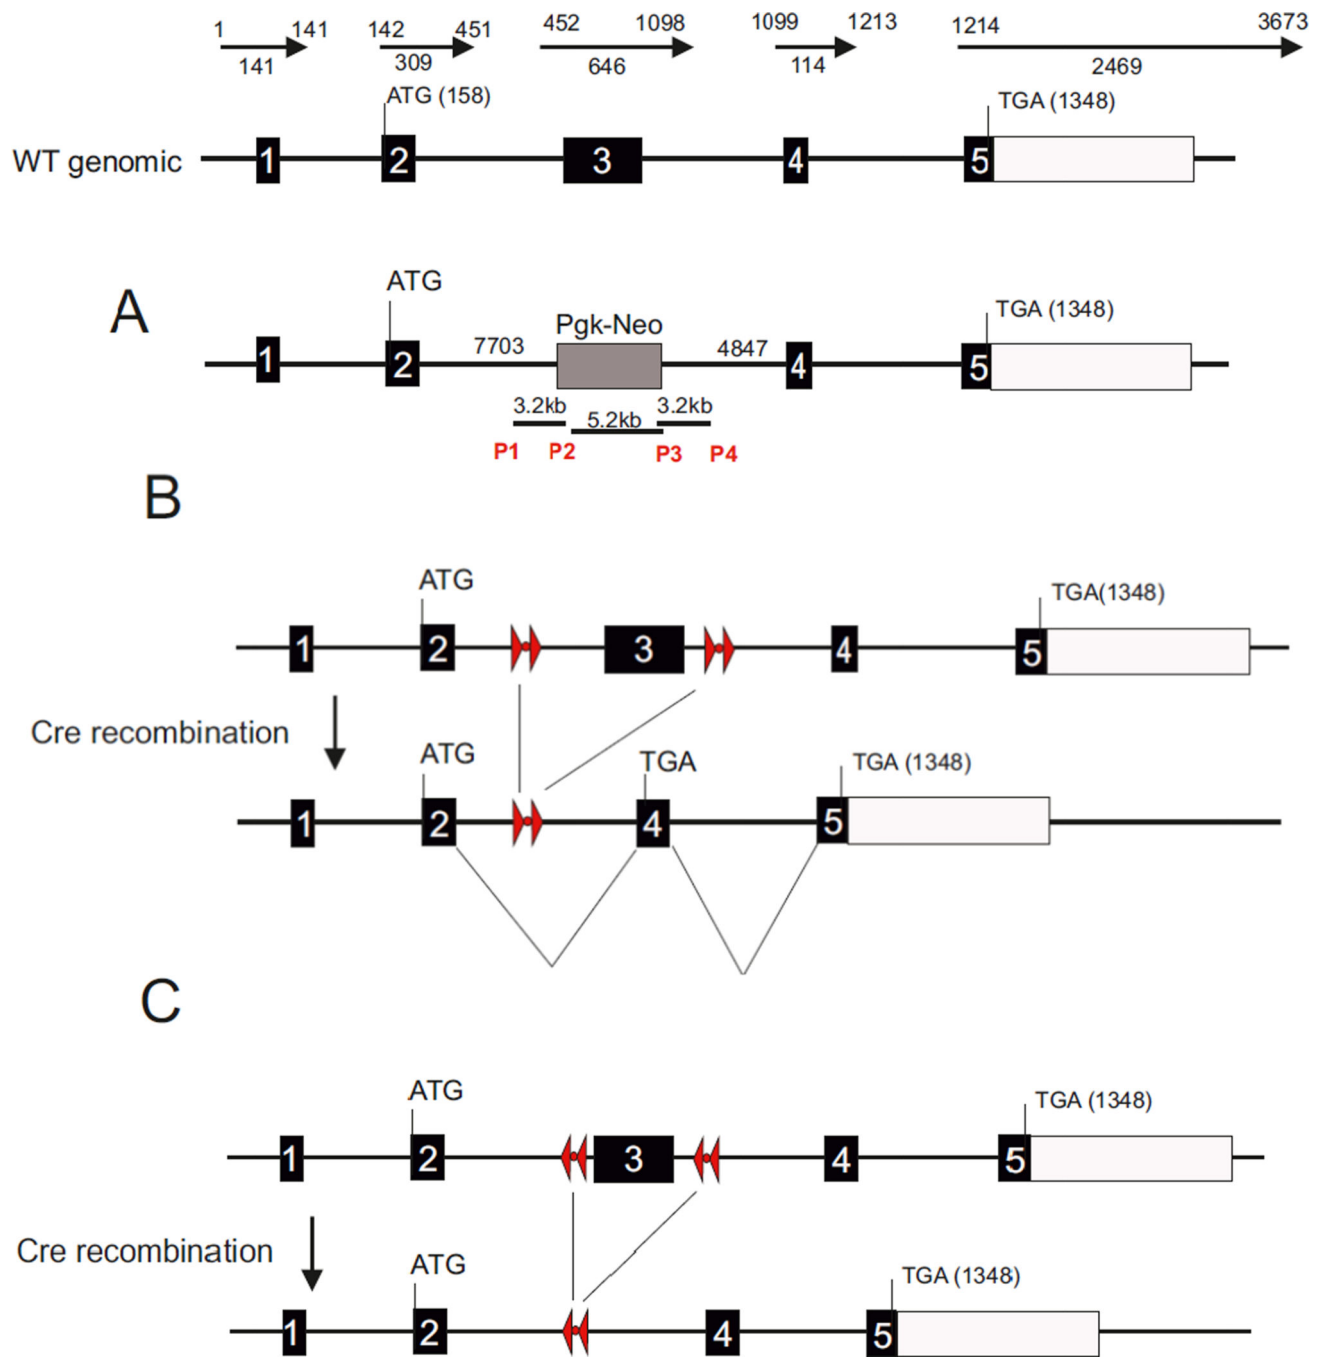 1 141 142 451 452 1098 1099 1213 1214 3673
141 309 646 114 2469
ATG (158) TGA (1348)
WT genomic 1 2 3 4 5
A
ATG Pgk-Neo TGA (1348)
7703 4847
1 2 4 5
3.2kb 5.2kb 3.2kb
P1 P2 P3 P4
B
ATG TGA(1348)
1 2 3 4 5
Cre recombination
ATG TGA TGA (1348)
1 2 4 5
C
ATG TGA (1348)
1 2 3 4 5
Cre recombination
ATG TGA (1348)
1 2 4 5